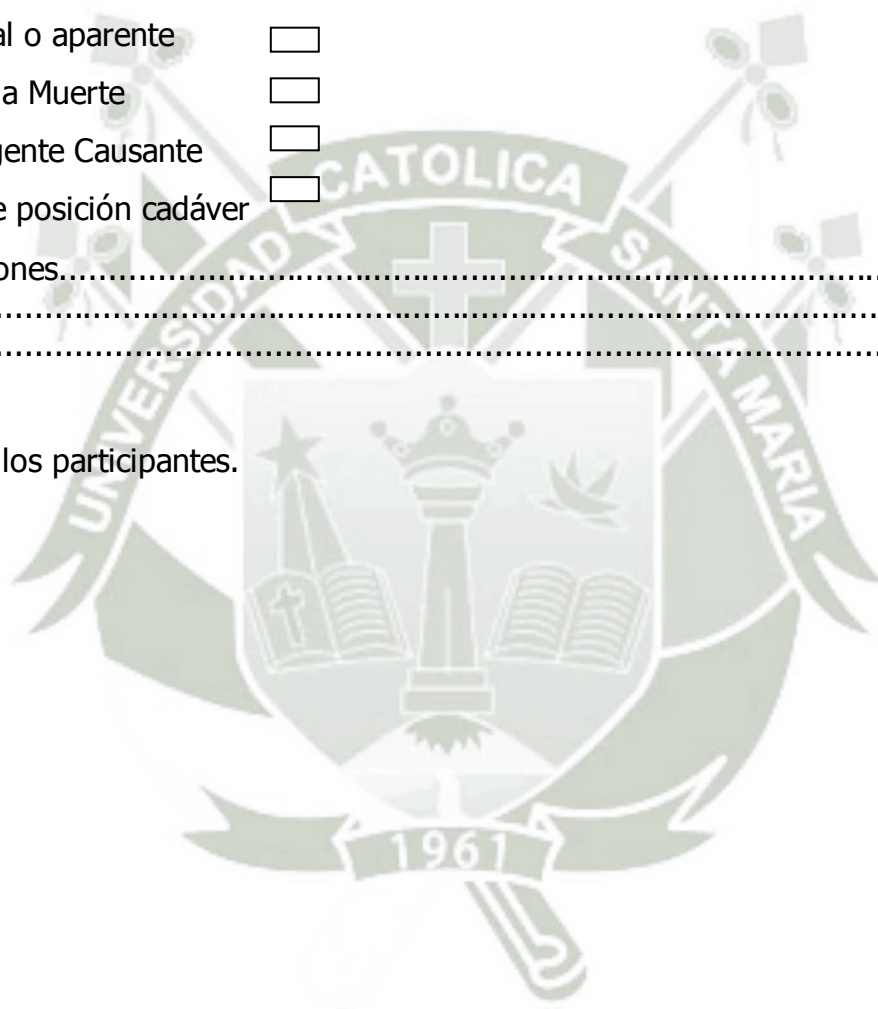 al o aparente
a Muerte
gente Causante
e posición cadáver
ones..........................................................................................
..........................................................................................
..........................................................................................
los participantes.
UNIVERSIDAD CATOLICA SANTA MARIA
1961